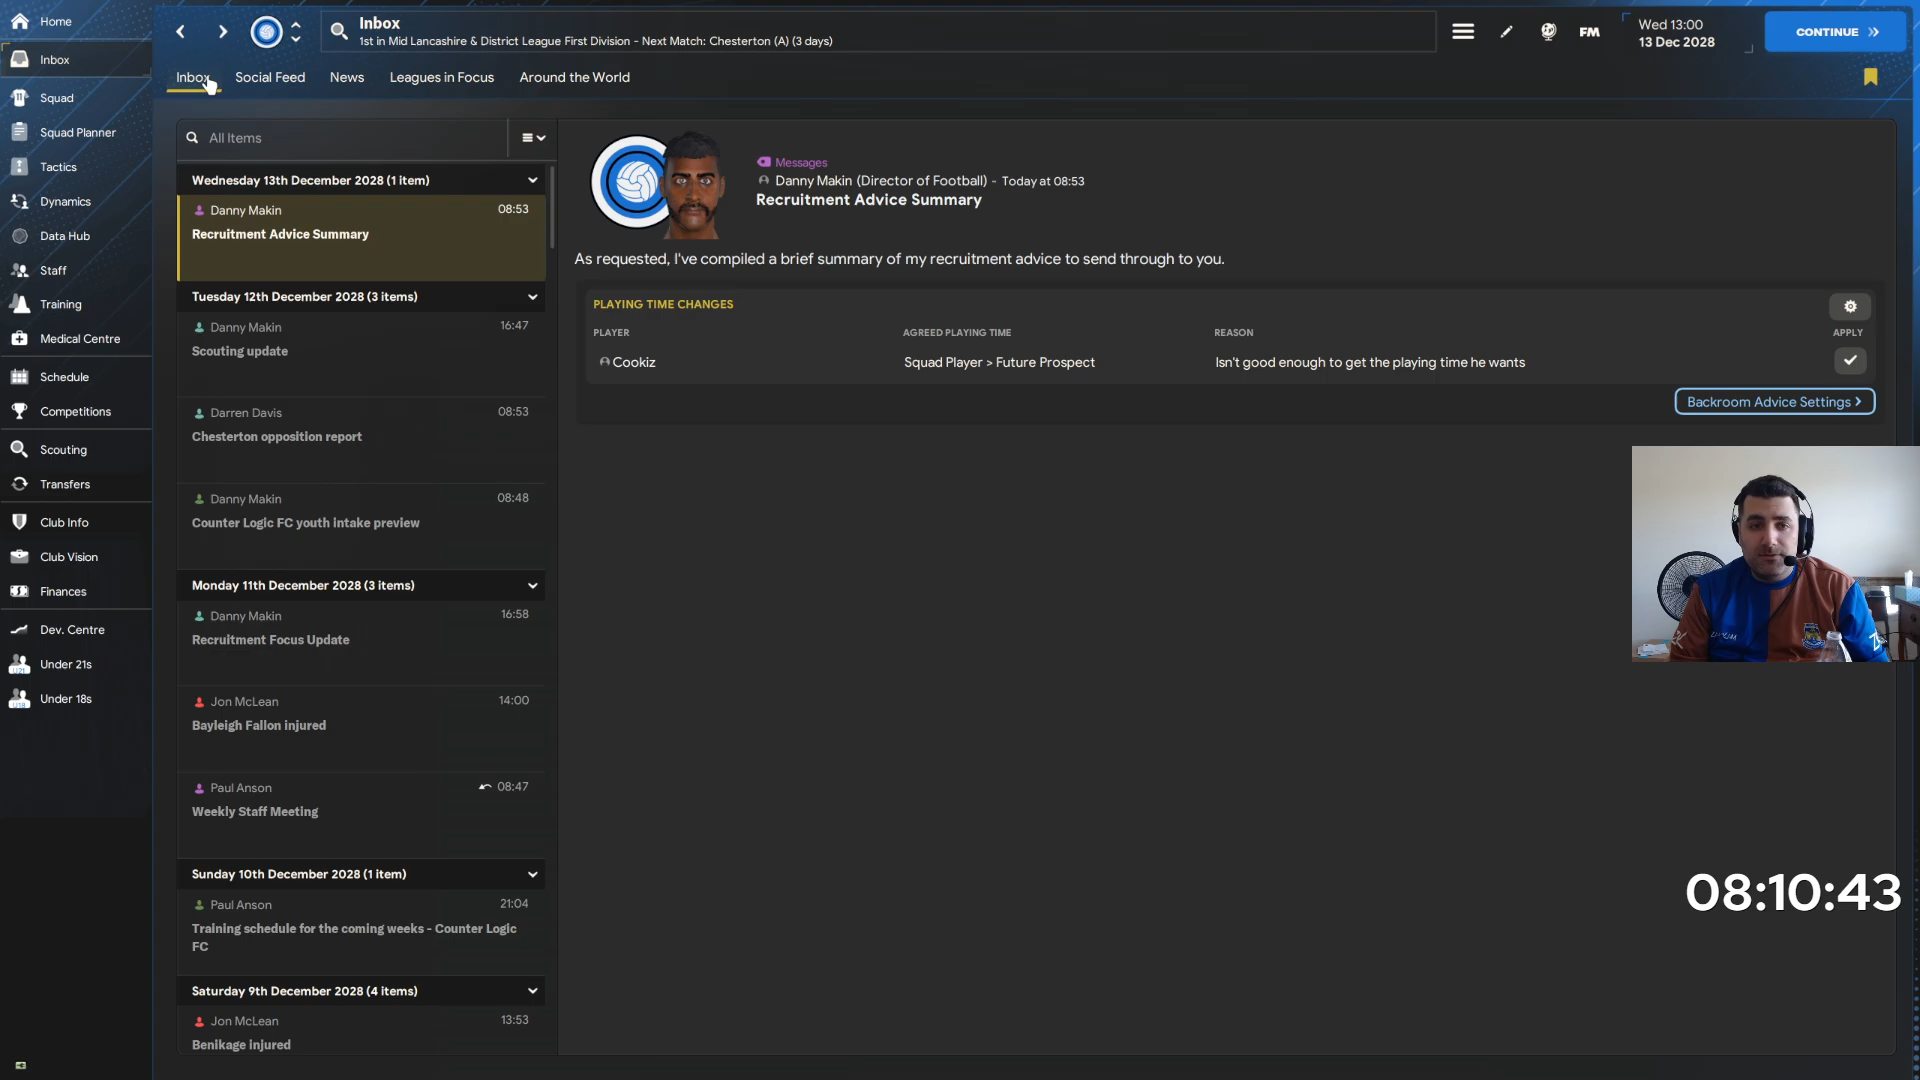 Home
Inbox
Squad
Squad Planner
Tactics
Dynamics
Data Hub
Staff
Training
Medical Centre
Schedule
Competitions
Scouting
Transfers
Club Info
Club Vision
Finances
Dev. Centre
Under 21s
Under 18s
Inbox
1st in Mid Lancashire & District League First Division - Next Match: Chesterton (A) (3 days)
FM
Wed 13:00
13 Dec 2028
CONTINUE
Inbox
Social Feed
News
Leagues in Focus
Around the World
All Items
Wednesday 13th December 2028 (1 item)
Danny Makin 08:53
Recruitment Advice Summary
Tuesday 12th December 2028 (3 items)
Danny Makin 16:47
Scouting update
Darren Davis 08:53
Chesterton opposition report
Danny Makin 08:48
Counter Logic FC youth intake preview
Monday 11th December 2028 (3 items)
Danny Makin 16:58
Recruitment Focus Update
Jon McLean 14:00
Bayleigh Fallon injured
Paul Anson 08:47
Weekly Staff Meeting
Sunday 10th December 2028 (1 item)
Paul Anson 21:04
Training schedule for the coming weeks - Counter Logic
FC
Saturday 9th December 2028 (4 items)
Jon McLean 13:53
Benikage injured
Messages
Danny Makin (Director of Football) - Today at 08:53
Recruitment Advice Summary
As requested, I've compiled a brief summary of my recruitment advice to send through to you.
PLAYING TIME CHANGES
PLAYER AGREED PLAYING TIME REASON APPLY
Cookiz Squad Player > Future Prospect Isn't good enough to get the playing time he wants
Backroom Advice Settings >
08:10:43